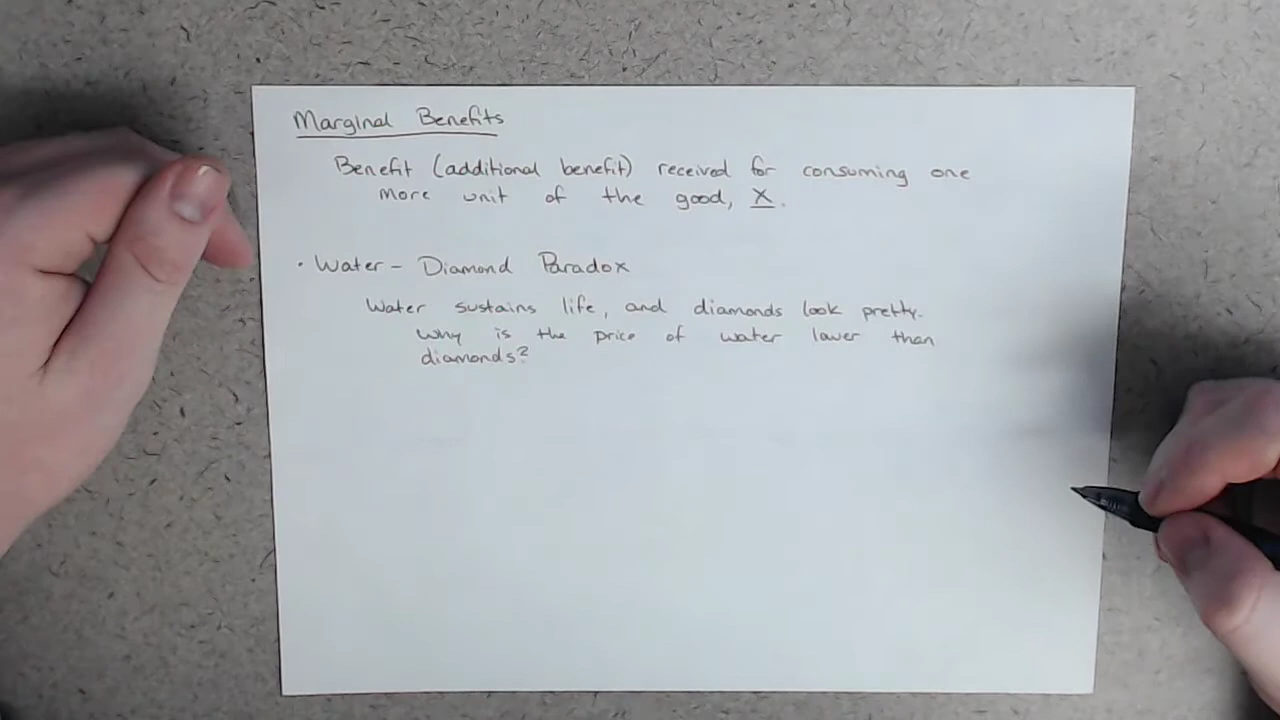 Marginal Benefits
Benefit (additional benefit) received for consuming one
more unit of the good, X.
• Water - Diamond Paradox
Water sustains life, and diamonds look pretty.
Why is the price of water lower than
diamonds?